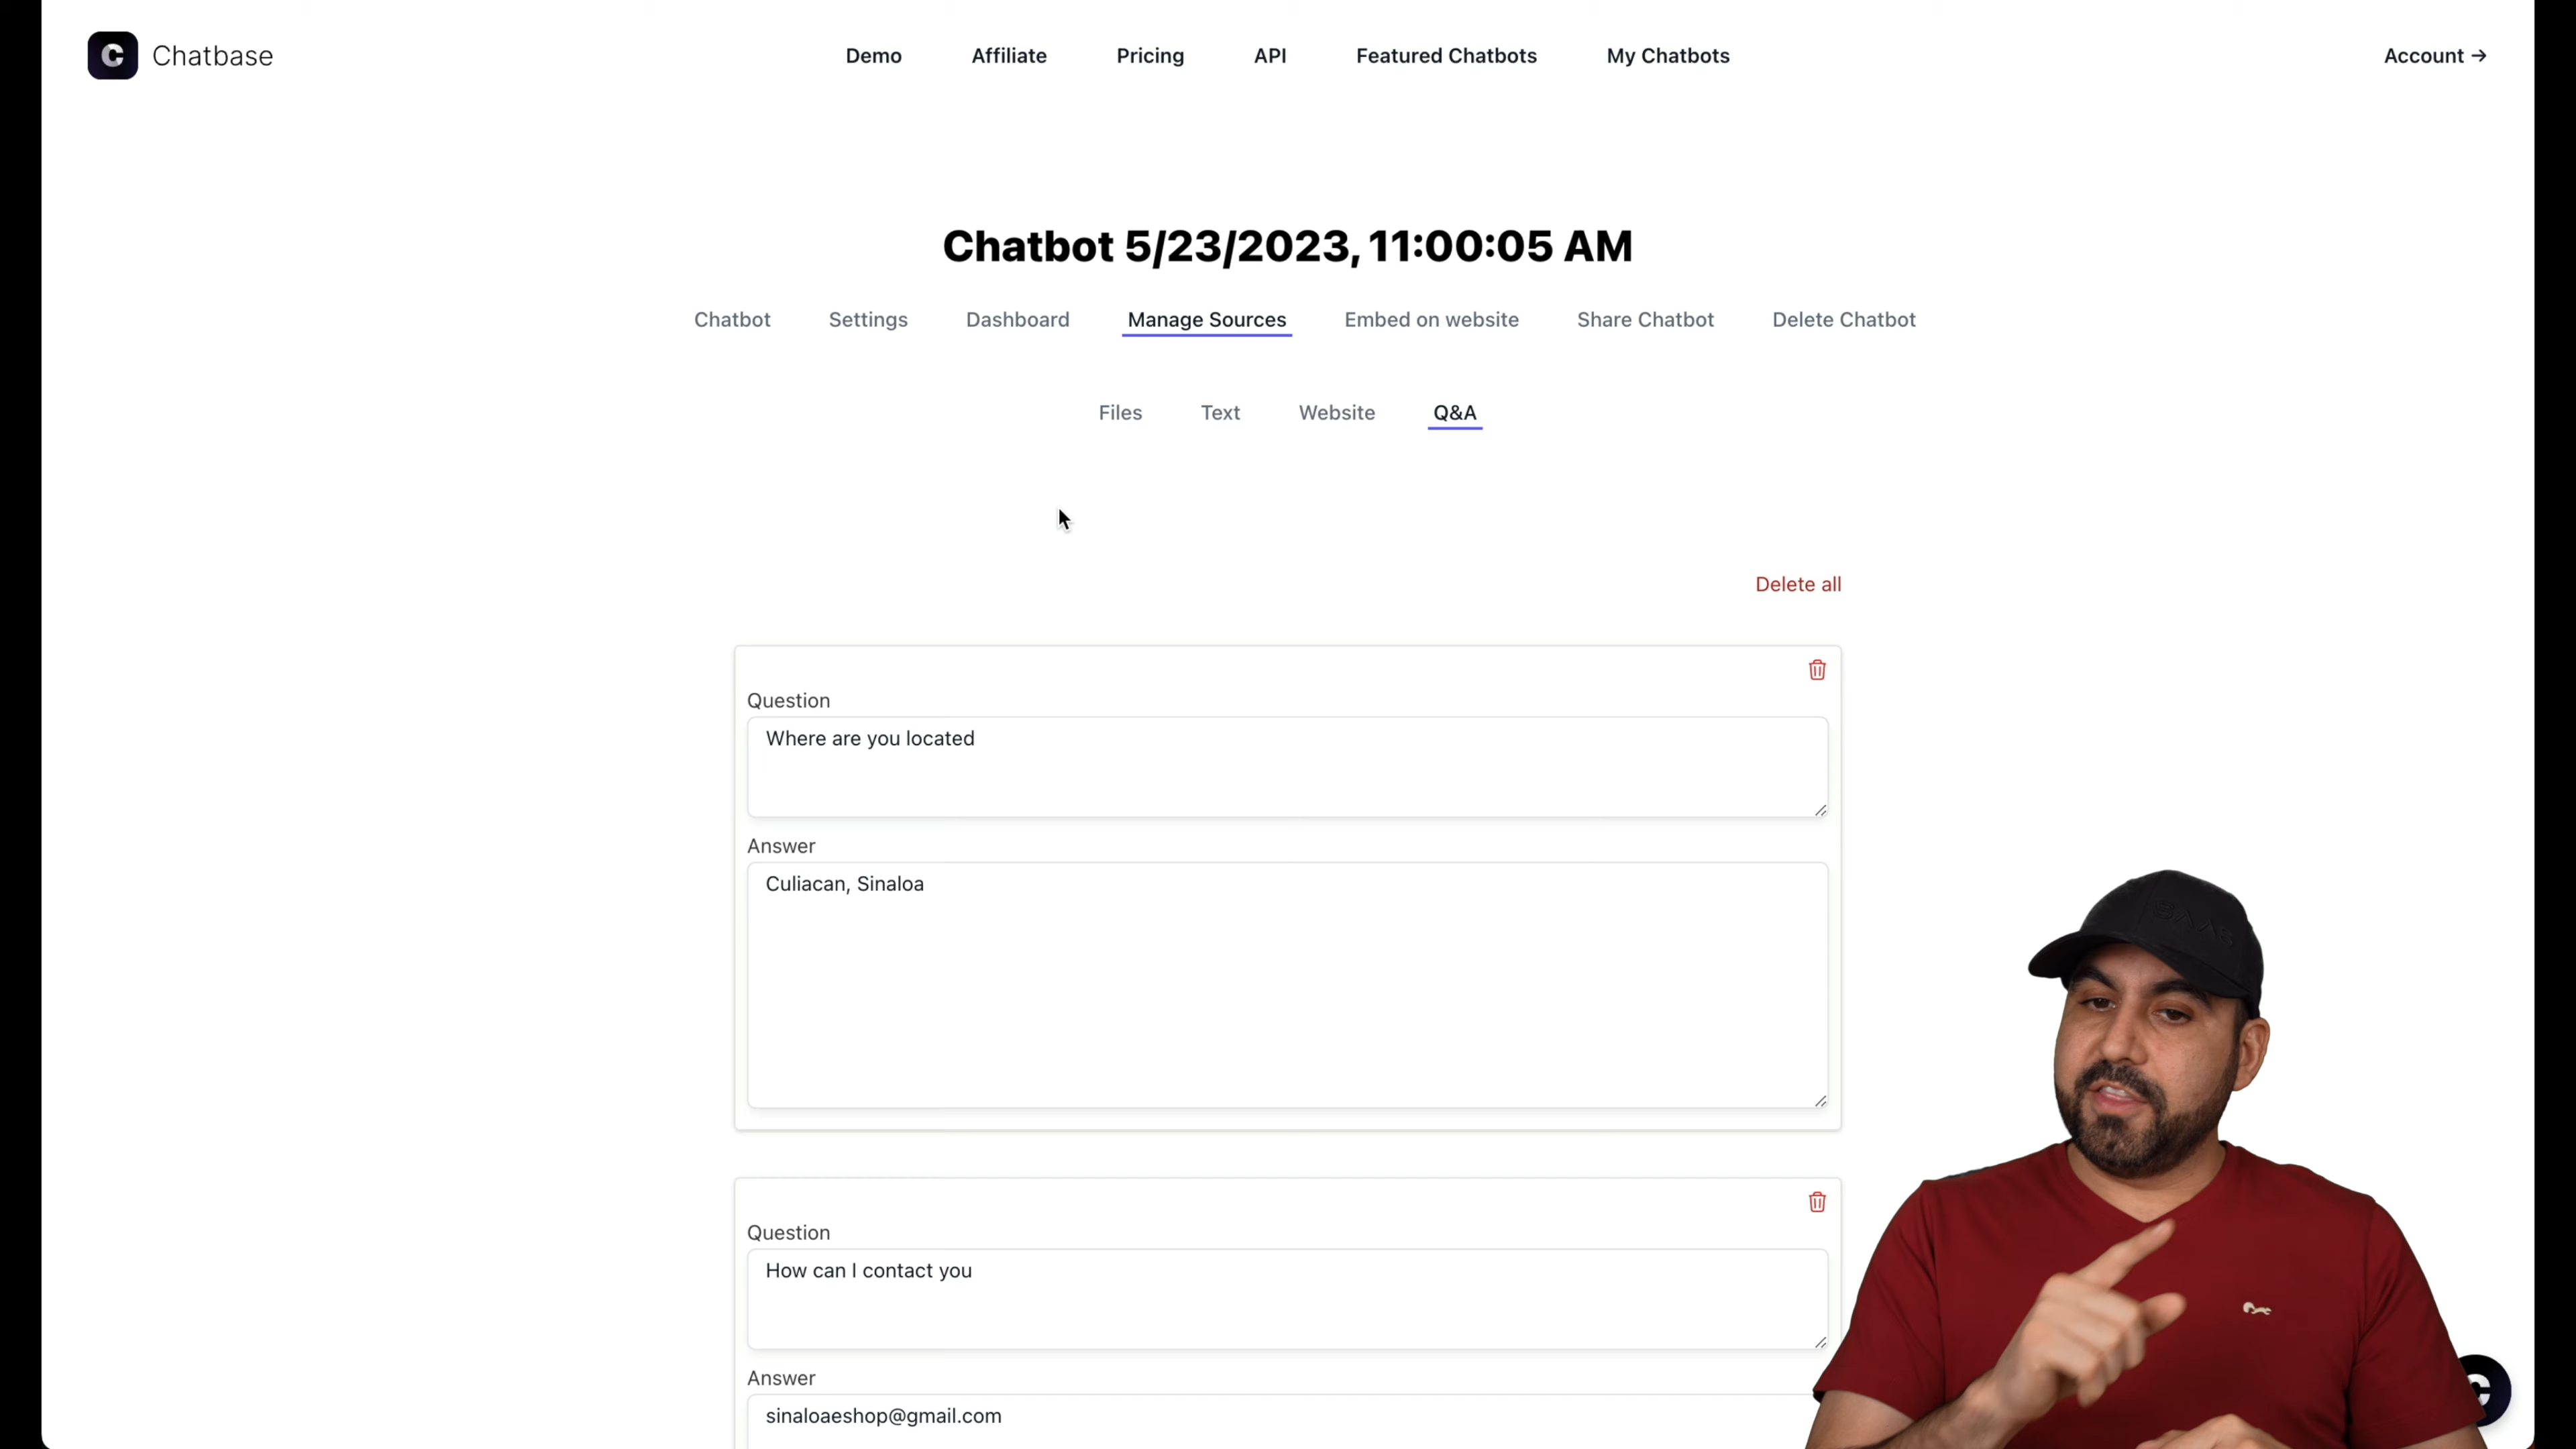 C Chatbase
Demo Affiliate Pricing API Featured Chatbots My Chatbots
Account →
Chatbot 5/23/2023, 11:00:05 AM
Chatbot Settings Dashboard Manage Sources Embed on website Share Chatbot Delete Chatbot
Files Text Website Q&A
Delete all
Question
Where are you located
Answer
Culiacan, Sinaloa
Question
How can I contact you
Answer
sinaloaeshop@gmail.com